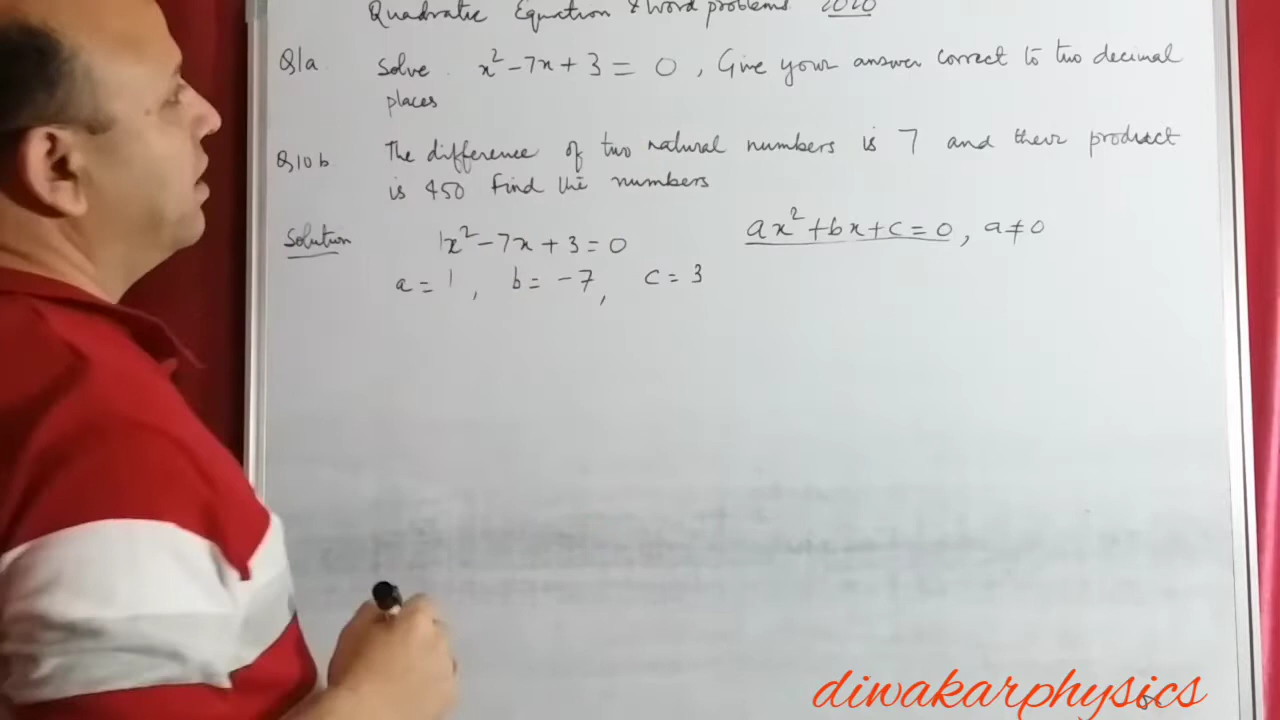 Quadratic Equation & Word problems 2020
Q1a Solve x² - 7x + 3 = 0, Give your answer correct to two decimal
places
Q10b The difference of two natural numbers is 7 and their product
is 450 Find the numbers
Solution 1x² - 7x + 3 = 0 ax² + bx + c = 0, a ≠ 0
a = 1, b = -7, c = 3
diwakarphysics